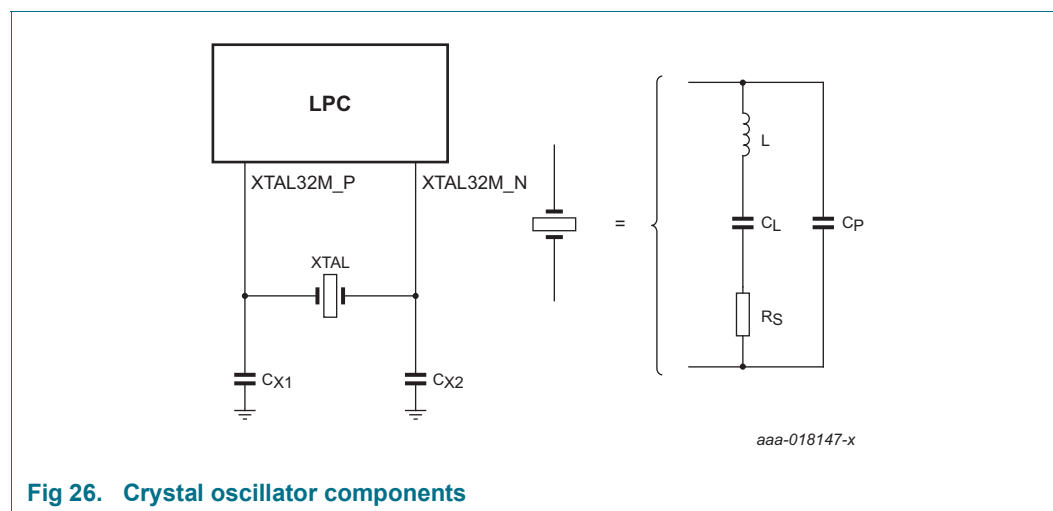 LPC
XTAL32M_P
XTAL32M_N
XTAL
CX1
CX2
=
L
CL
CP
RS
aaa-018147-x
Fig 26. Crystal oscillator components